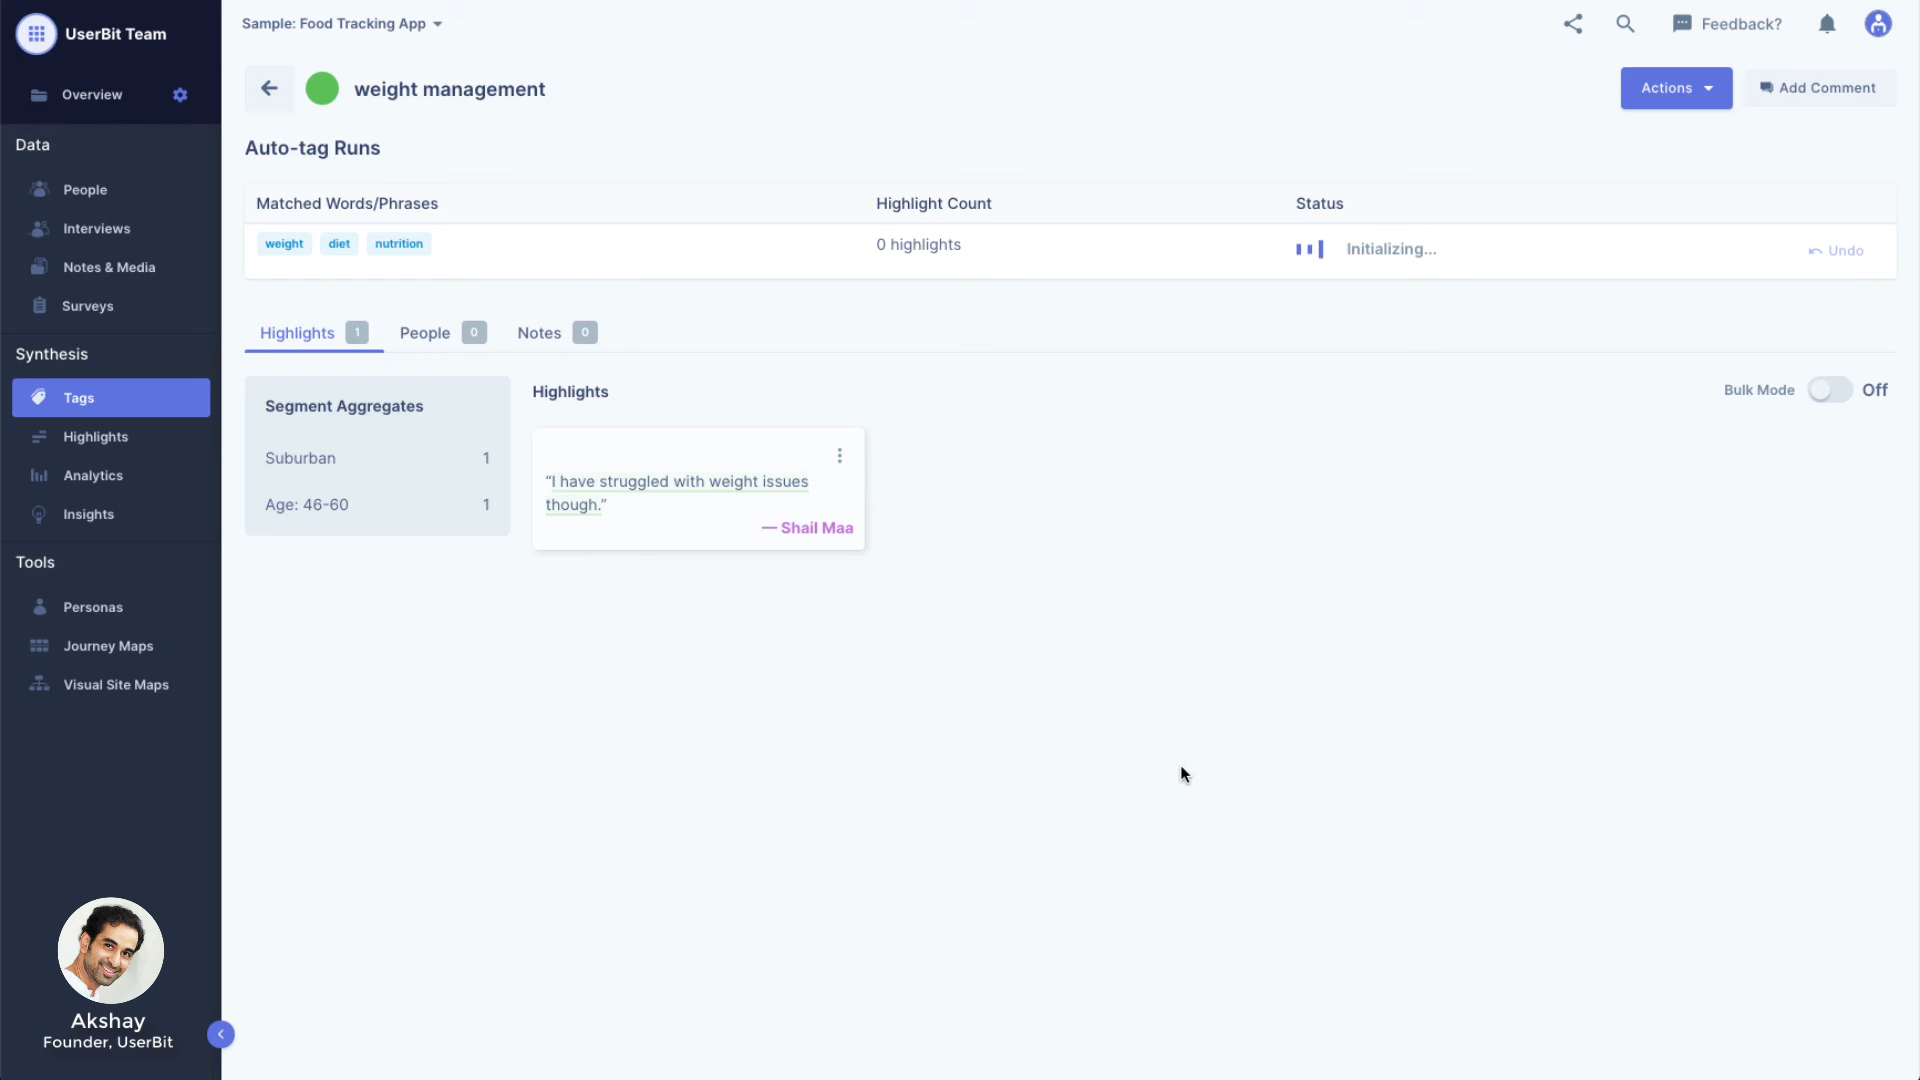 UserBit Team
Overview
Data
People
Interviews
Notes & Media
Surveys
Synthesis
Tags
Highlights
Analytics
Insights
Tools
Personas
Journey Maps
Visual Site Maps
Akshay
Founder, UserBit
Sample: Food Tracking App
Feedback?
weight management
Actions
Add Comment
Auto-tag Runs
Matched Words/Phrases Highlight Count Status
weight diet nutrition 0 highlights Initializing... Undo
Highlights 1 People 0 Notes 0
Segment Aggregates
Suburban 1
Age: 46-60 1
Highlights
Bulk Mode Off
“I have struggled with weight issues
though.”
— Shail Maa